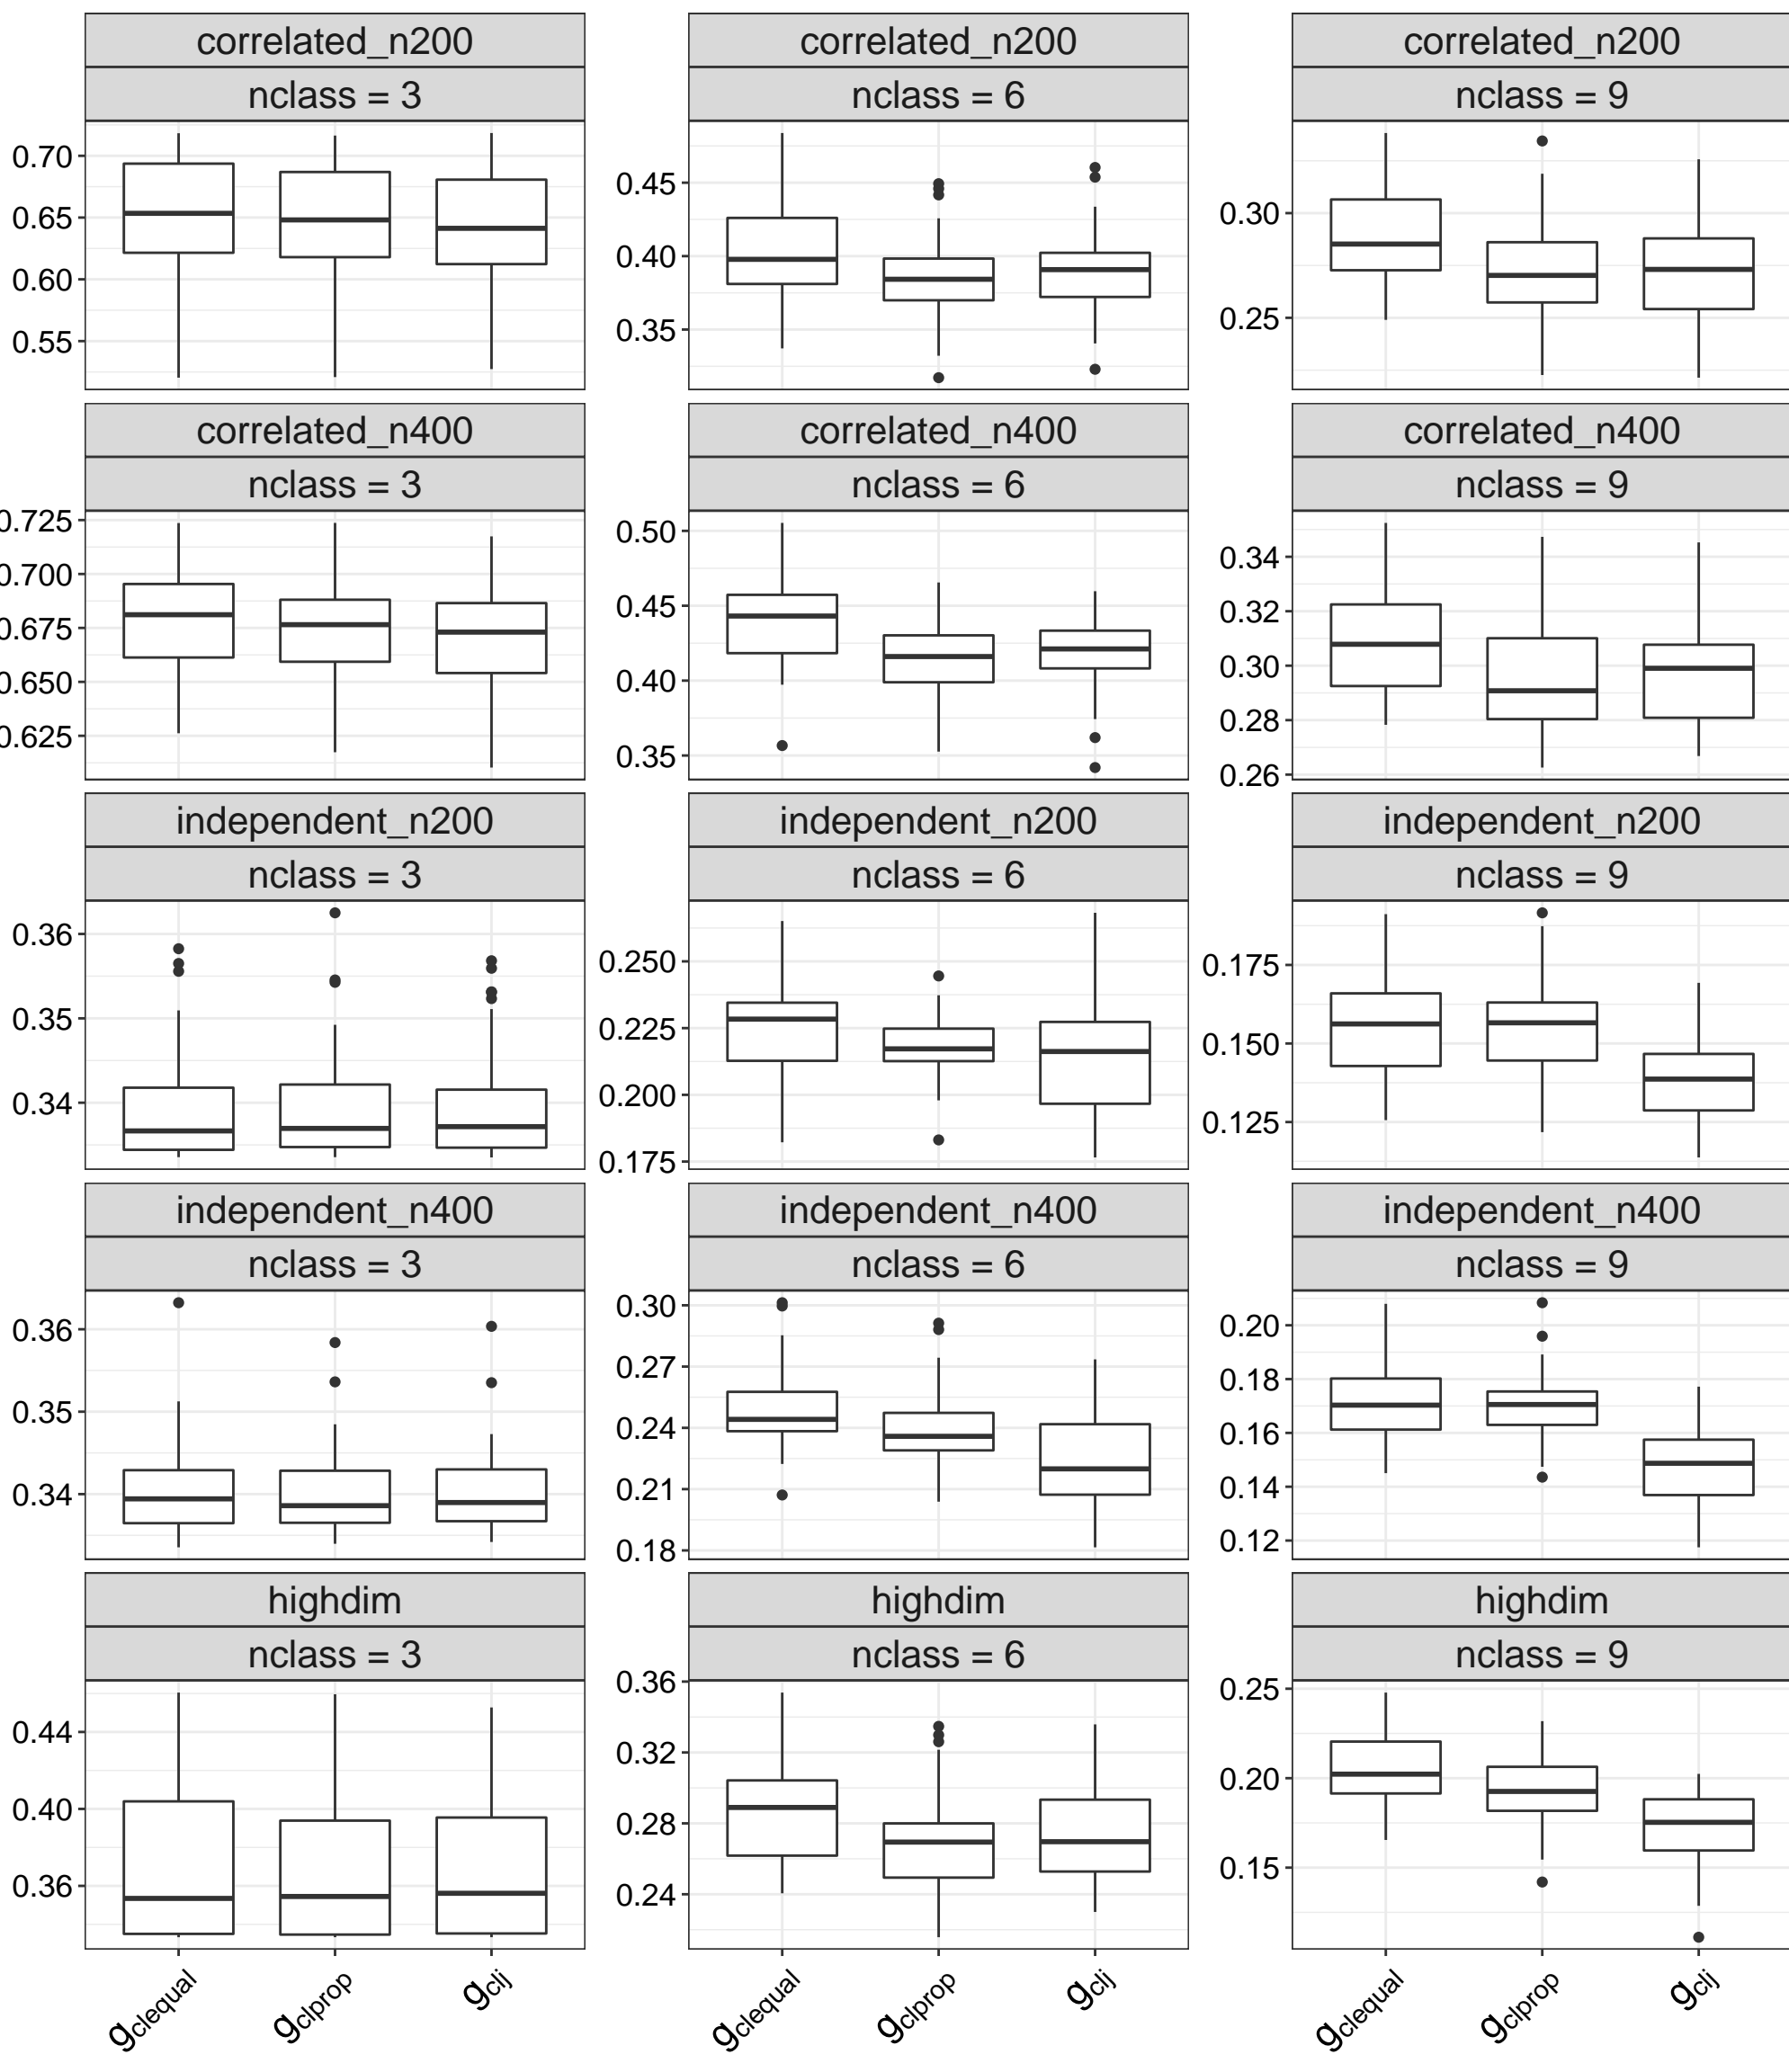 correlated_n200
correlated_n200
correlated_n200
nclass = 3
nclass = 6
nclass = 9
0.70
0.65
0.60
0.55
0.45
0.40
0.35
0.30
0.25
correlated_n400
correlated_n400
correlated_n400
nclass = 3
nclass = 6
nclass = 9
0.725
0.700
0.675
0.650
0.625
0.50
0.45
0.40
0.35
0.34
0.32
0.30
0.28
0.26
independent_n200
independent_n200
independent_n200
nclass = 3
nclass = 6
nclass = 9
0.36
0.35
0.34
0.250
0.225
0.200
0.175
0.175
0.150
0.125
independent_n400
independent_n400
independent_n400
nclass = 3
nclass = 6
nclass = 9
0.36
0.35
0.34
0.30
0.27
0.24
0.21
0.18
0.20
0.18
0.16
0.14
0.12
highdim
highdim
highdim
nclass = 3
nclass = 6
nclass = 9
0.44
0.40
0.36
0.36
0.32
0.28
0.24
0.25
0.20
0.15
gclequal
gclprop
gclj
gclequal
gclprop
gclj
gclequal
gclprop
gclj